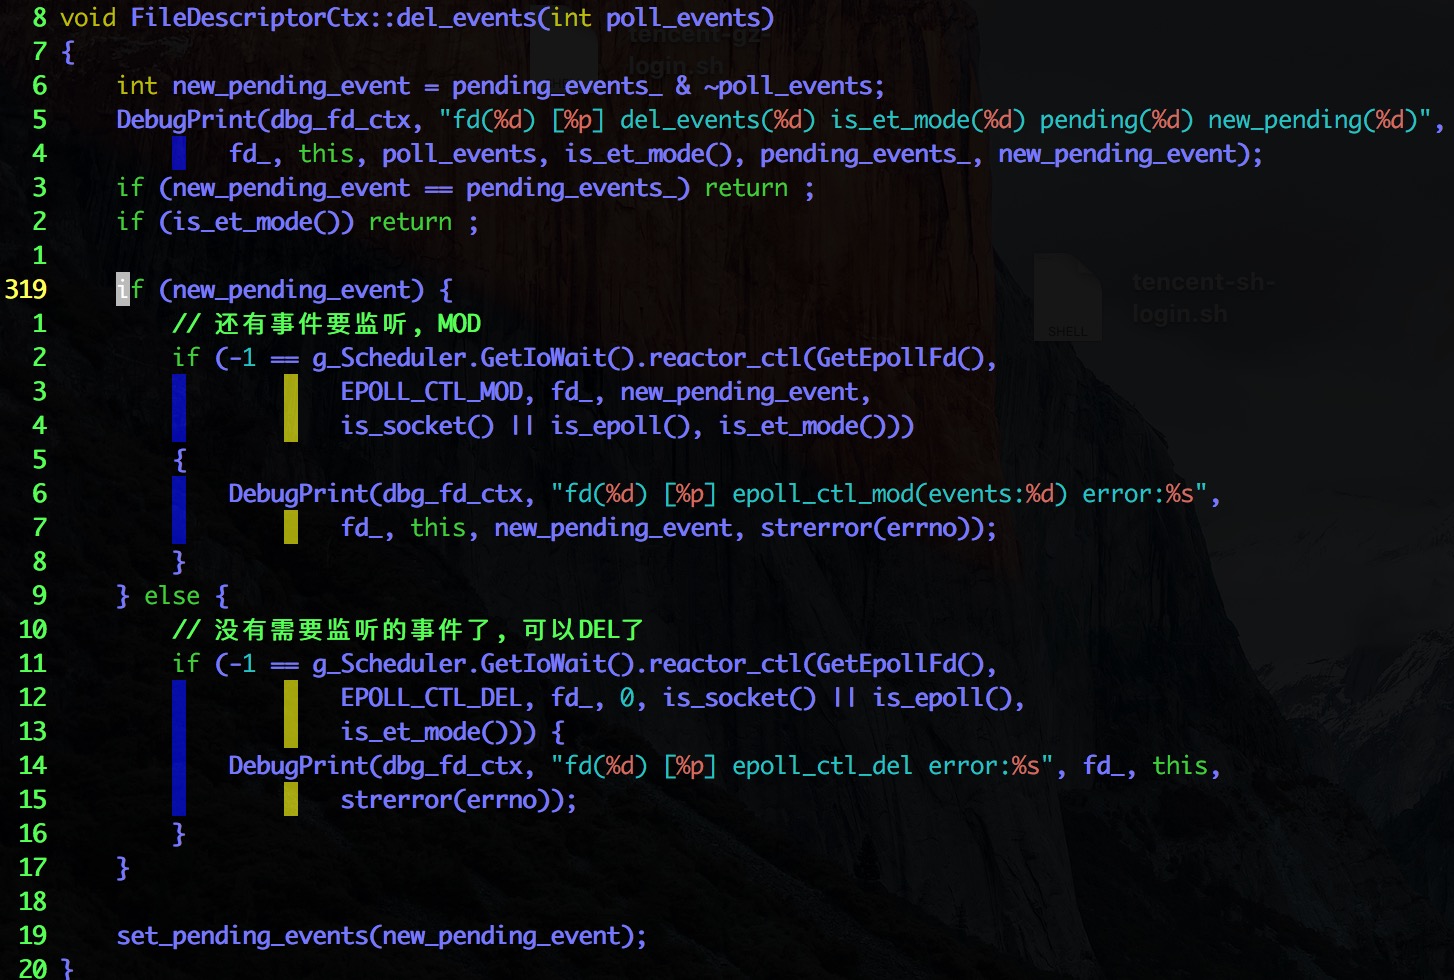 8 void FileDescriptorCtx::del_events(int poll_events)
7 {
6     int new_pending_event = pending_events_ & ~poll_events;
5     DebugPrint(dbg_fd_ctx, "fd(%d) [%p] del_events(%d) is_et_mode(%d) pending(%d) new_pending(%d)",
4             fd_, this, poll_events, is_et_mode(), pending_events_, new_pending_event);
3     if (new_pending_event == pending_events_) return ;
2     if (is_et_mode()) return ;
1
319     if (new_pending_event) {
1         // 还有事件要监听, MOD
2         if (-1 == g_Scheduler.GetIoWait().reactor_ctl(GetEpollFd(),
3                     EPOLL_CTL_MOD, fd_, new_pending_event,
4                     is_socket() || is_epoll(), is_et_mode()))
5         {
6             DebugPrint(dbg_fd_ctx, "fd(%d) [%p] epoll_ctl_mod(events:%d) error:%s",
7                     fd_, this, new_pending_event, strerror(errno));
8         }
9     } else {
10         // 没有需要监听的事件了, 可以DEL了
11         if (-1 == g_Scheduler.GetIoWait().reactor_ctl(GetEpollFd(),
12                     EPOLL_CTL_DEL, fd_, 0, is_socket() || is_epoll(),
13                     is_et_mode())) {
14             DebugPrint(dbg_fd_ctx, "fd(%d) [%p] epoll_ctl_del error:%s", fd_, this,
15                     strerror(errno));
16         }
17     }
18
19     set_pending_events(new_pending_event);
20 }
tencent-gz-
login.sh
tencent-sh-
login.sh
SHELL